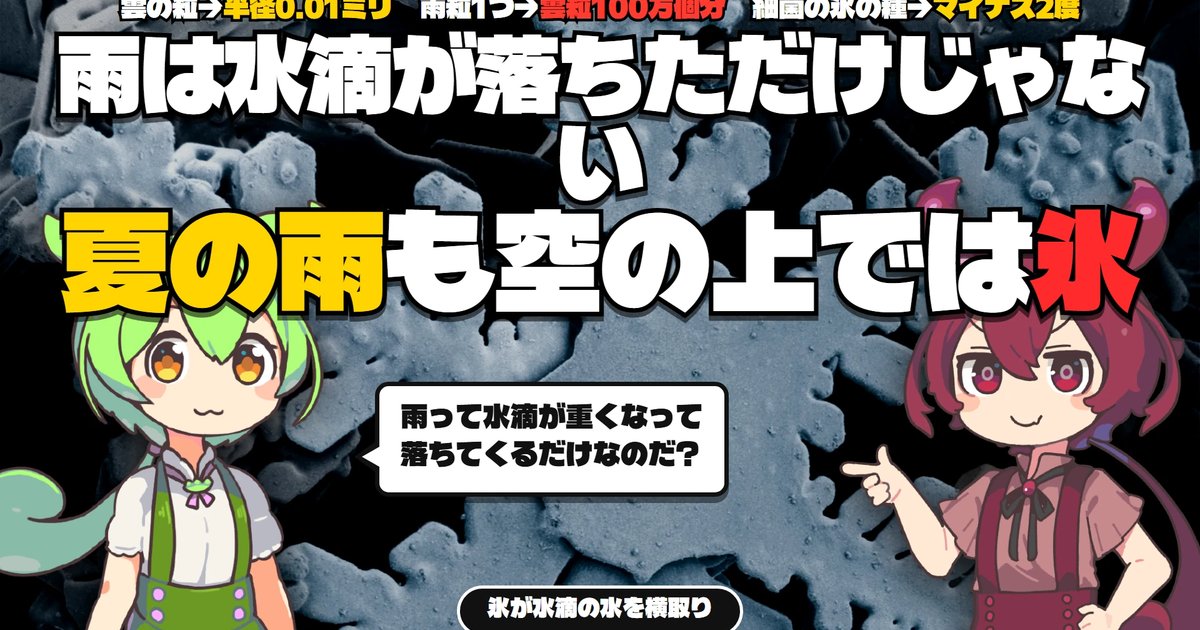 雲の粒→半径0.01ミリ 雨粒1つ→雲粒100万個分 細菌の氷の種→マイナス2度
雨は水滴が落ちただけじゃな
い
夏の雨も空の上では氷
雨って水滴が重くなって
落ちてくるだけなのだ?
氷が水滴の水を横取り